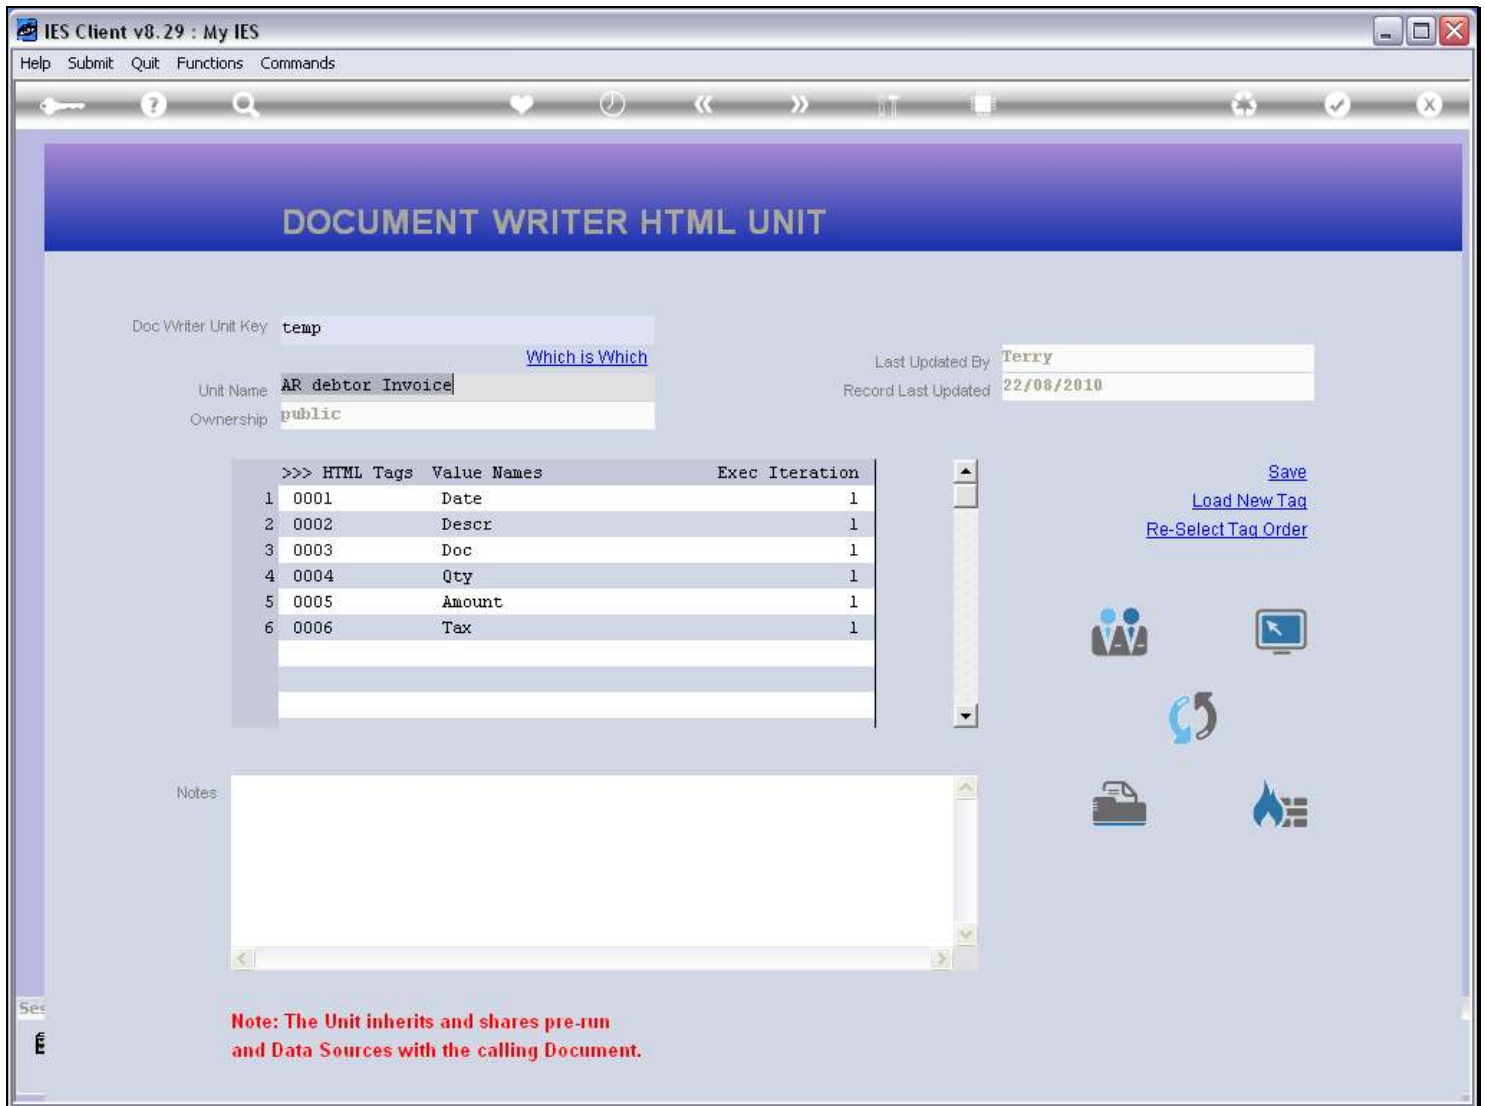 IES Client v8.29 : My IES
Help Submit Quit Functions Commands
DOCUMENT WRITER HTML UNIT
Doc Writer Unit Key temp
Which is Which
Unit Name AR debtor Invoice
Ownership public
Last Updated By Terry
Record Last Updated 22/08/2010
>>> HTML Tags Value Names Exec Iteration
1 0001 Date 1
2 0002 Descr 1
3 0003 Doc 1
4 0004 Qty 1
5 0005 Amount 1
6 0006 Tax 1
Save
Load New Tag
Re-Select Tag Order
Notes
Ses
Note: The Unit inherits and shares pre-run
and Data Sources with the calling Document.